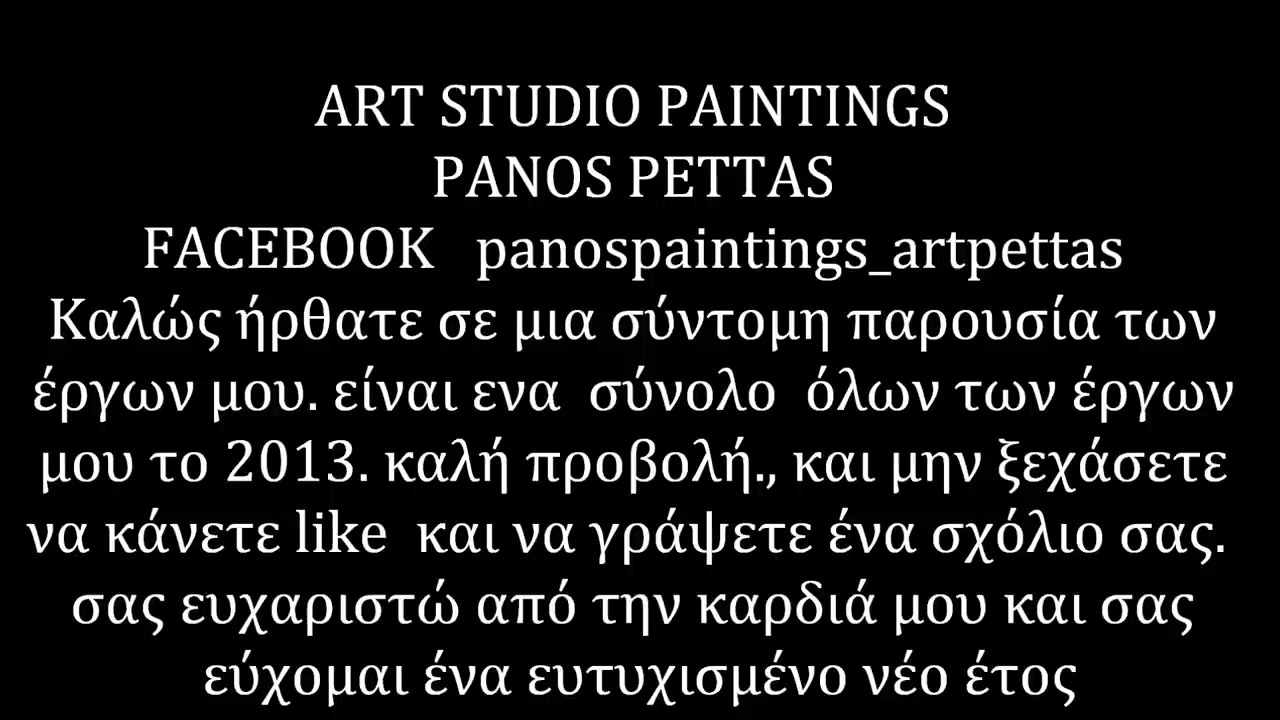 ART STUDIO PAINTINGS
PANOS PETTAS
FACEBOOK panospaintings_artpettas
Καλώς ήρθατε σε μια σύντομη παρουσία των
έργων μου. είναι ενα σύνολο όλων των έργων
μου το 2013. καλή προβολή., και μην ξεχάσετε
να κάνετε like και να γράψετε ένα σχόλιο σας.
σας ευχαριστώ από την καρδιά μου και σας
εύχομαι ένα ευτυχισμένο νέο έτος